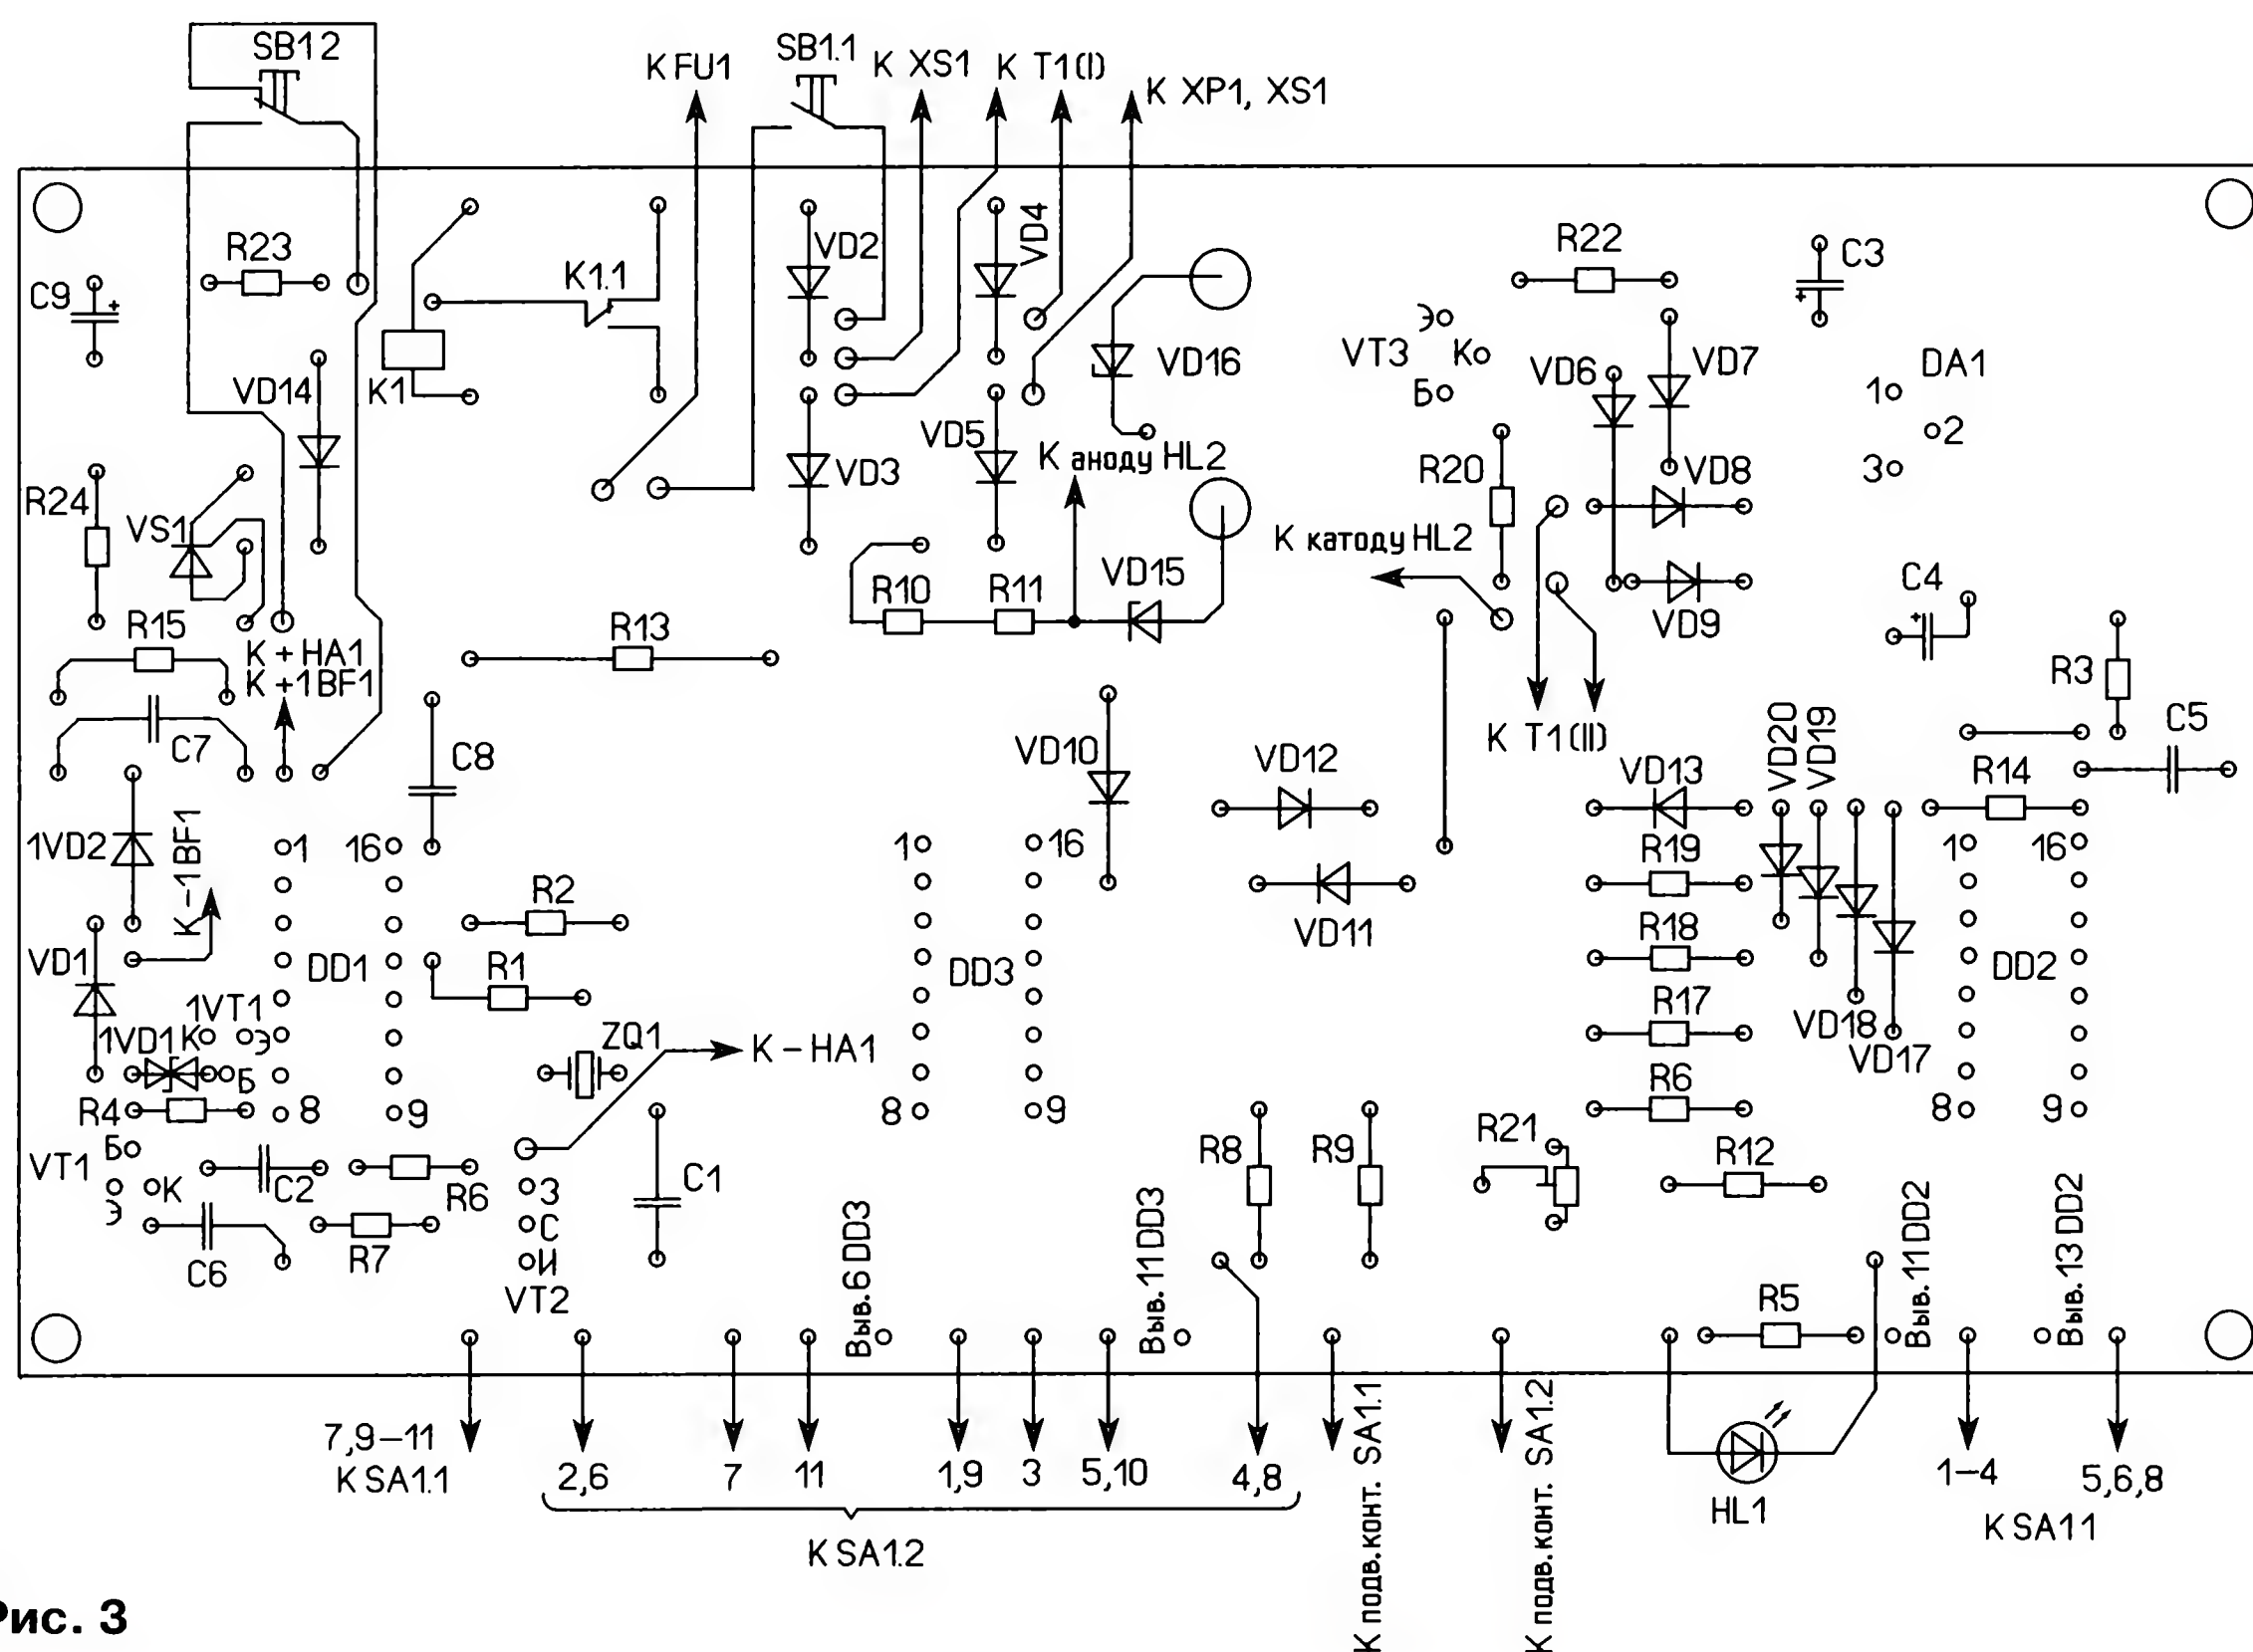 SB12
K FU1
SB1.1
К XS1
К T1(I)
К XP1, XS1
R23
C9
K1.1
VD2
VD4
R22
C3
VD14
K1
VD16
VT3
Э
К
Б
VD6
VD7
DA1
1
2
3
R24
VS1
VD3
VD5
К аноду HL2
R20
VD8
К катоду HL2
R10
R11
VD15
VD9
C4
R15
К + HA1
К +1BF1
R13
R3
C7
C8
VD10
VD12
К T1(II)
VD13
VD20
VD19
R14
C5
1VD2
К-1BF1
1
16
1
16
R19
1
16
R2
VD11
R18
VD1
DD1
R1
DD3
DD2
1VT1
R17
VD18
VD17
1VD1
К
Э
Б
ZQ1
К – HA1
R6
R4
8
9
8
9
8
9
VT1
Б
К
Э
C2
R6
З
С
И
VT2
C1
R8
R9
R21
R12
C6
R7
Выв.6 DD3
Выв.11 DD3
R5
Выв.11 DD2
Выв.13 DD2
7,9–11
К SA1.1
2,6
7
11
1,9
3
5,10
4,8
К SA1.2
К подв.конт. SA1.1
К подв.конт. SA1.2
HL1
1–4
5,6,8
К SA11
Рис. 3